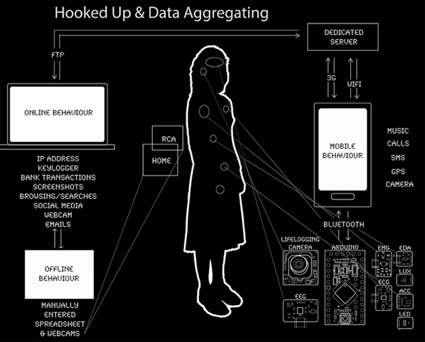 Hooked Up & Data Aggregating
DEDICATED
SERVER
FTP
3G
WIFI
ONLINE BEHAVIOUR
MOBILE
BEHAVIOUR
MUSIC
CALLS
SMS
GPS
CAMERA
RCA
HOME
IP ADDRESS
KEYLOGGER
BANK TRANSACTIONS
SCREENSHOTS
BROWSING/SEARCHES
SOCIAL MEDIA
WEBCAM
EMAILS
BLUETOOTH
OFFLINE
BEHAVIOUR
MANUALLY
ENTERED
SPREADSHEET
& WEBCAMS
LIFELOGGING
CAMERA
ARDUINO
EMG
EDA
LUX
ECG
ACC
EEG
LED